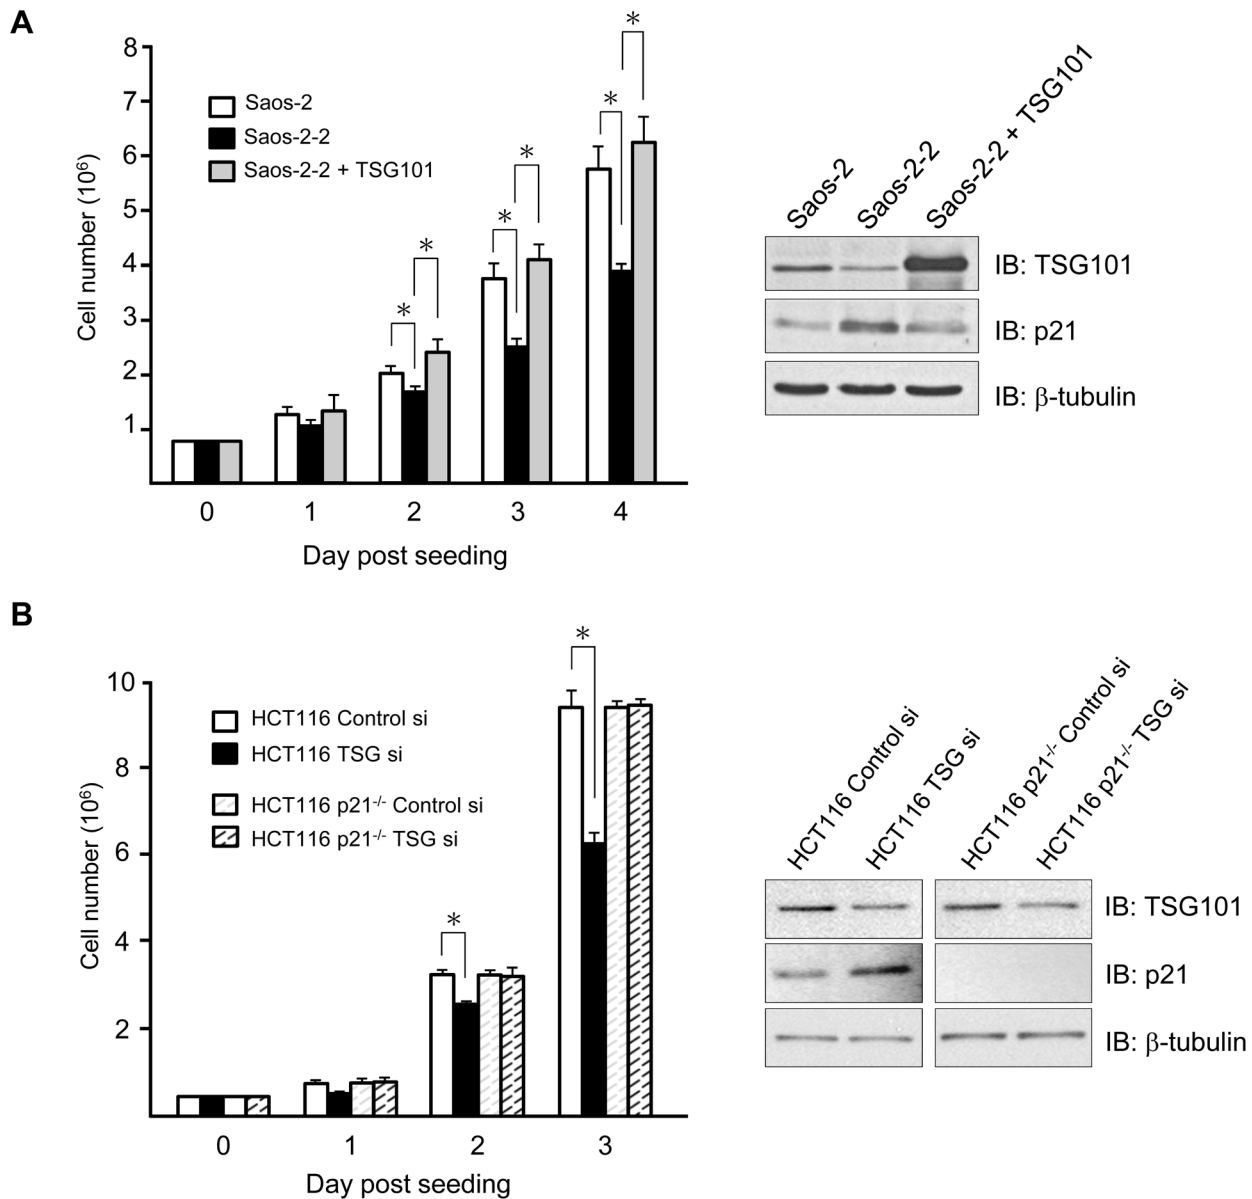 A
8
7
6
5
4
3
2
1
Cell number (10⁶)
Saos-2
Saos-2-2
Saos-2-2 + TSG101
*
*
*
*
*
*
0 1 2 3 4
Day post seeding
Saos-2
Saos-2-2
Saos-2-2 + TSG101
IB: TSG101
IB: p21
IB: β-tubulin
B
10
8
6
4
2
Cell number (10⁶)
HCT116 Control si
HCT116 TSG si
HCT116 p21⁻/⁻ Control si
HCT116 p21⁻/⁻ TSG si
*
*
0 1 2 3
Day post seeding
HCT116 Control si
HCT116 TSG si
HCT116 p21⁻/⁻ Control si
HCT116 p21⁻/⁻ TSG si
IB: TSG101
IB: p21
IB: β-tubulin